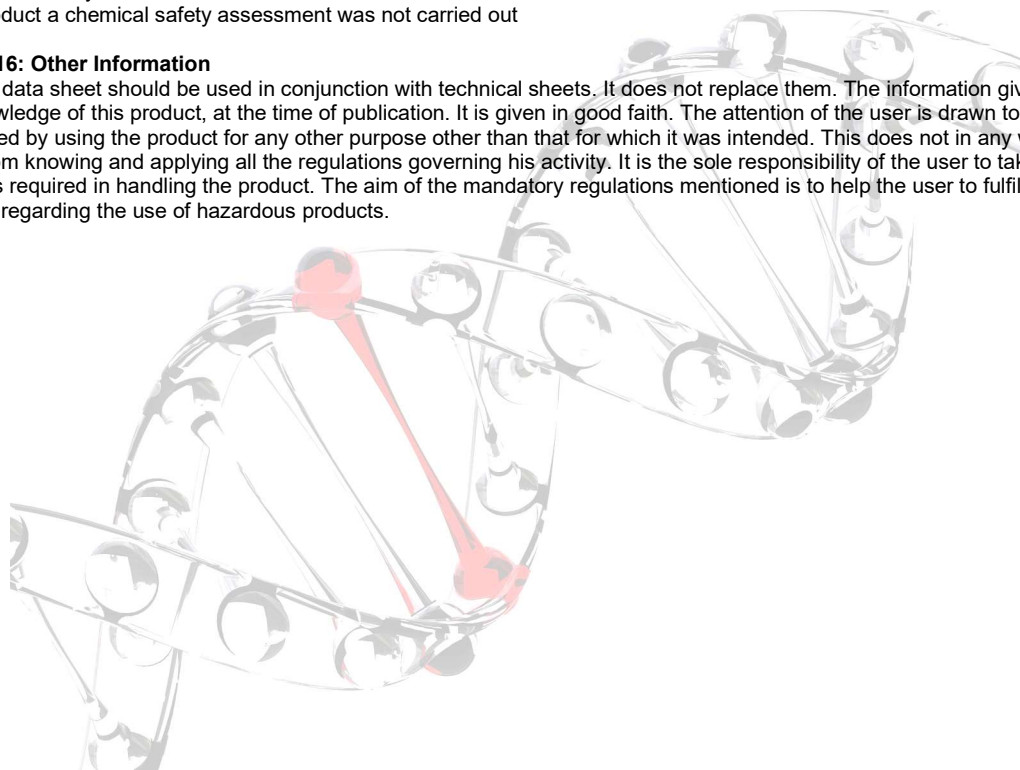 duct a chemical safety assessment was not carried out
16: Other Information
data sheet should be used in conjunction with technical sheets. It does not replace them. The information giv
wledge of this product, at the time of publication. It is given in good faith. The attention of the user is drawn to
ed by using the product for any other purpose other than that for which it was intended. This does not in any
om knowing and applying all the regulations governing his activity. It is the sole responsibility of the user to tak
s required in handling the product. The aim of the mandatory regulations mentioned is to help the user to fulfil
regarding the use of hazardous products.